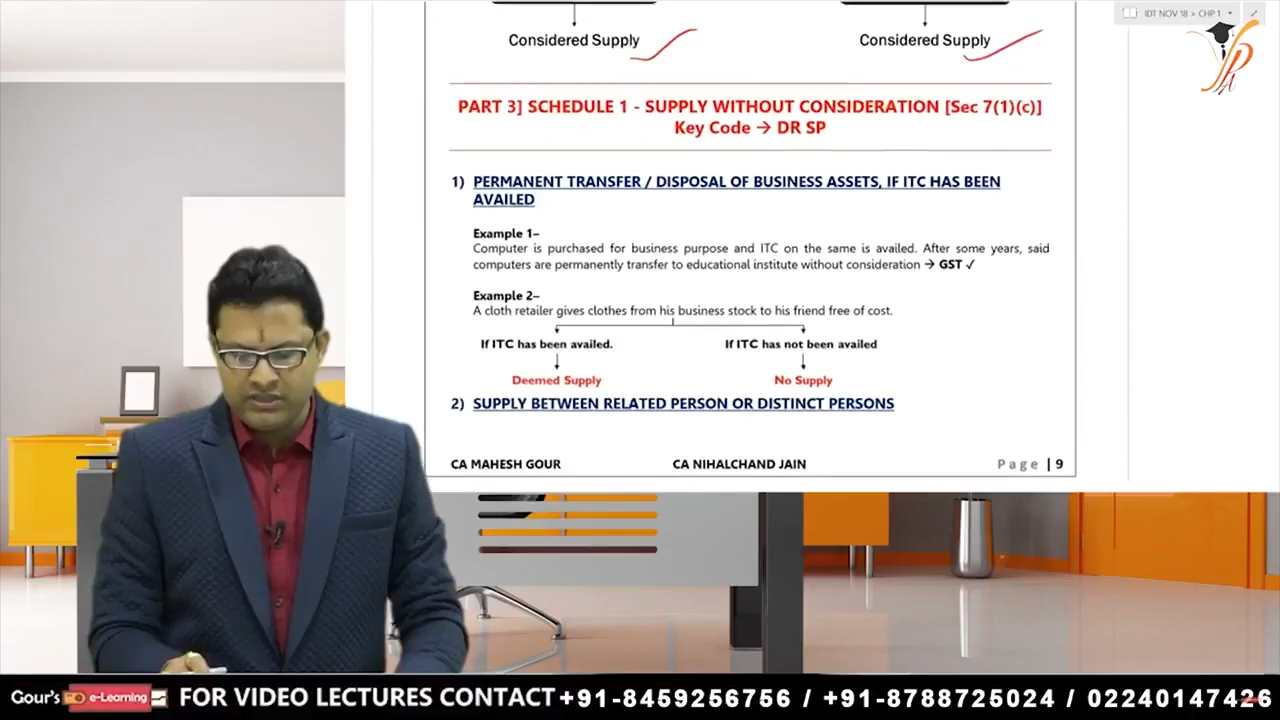 IDT NOV 18 > CHP 1
Considered Supply
Considered Supply
PART 3] SCHEDULE 1 - SUPPLY WITHOUT CONSIDERATION [Sec 7(1)(c)]
Key Code → DR SP
1) PERMANENT TRANSFER / DISPOSAL OF BUSINESS ASSETS, IF ITC HAS BEEN
AVAILED
Example 1–
Computer is purchased for business purpose and ITC on the same is availed. After some years, said
computers are permanently transfer to educational institute without consideration → GST ✓
Example 2–
A cloth retailer gives clothes from his business stock to his friend free of cost.
If ITC has been availed.
If ITC has not been availed
Deemed Supply
No Supply
2) SUPPLY BETWEEN RELATED PERSON OR DISTINCT PERSONS
CA MAHESH GOUR
CA NIHALCHAND JAIN
Page | 9
Gour's e-Learning
FOR VIDEO LECTURES CONTACT +91-8459256756 / +91-8788725024 / 02240147426